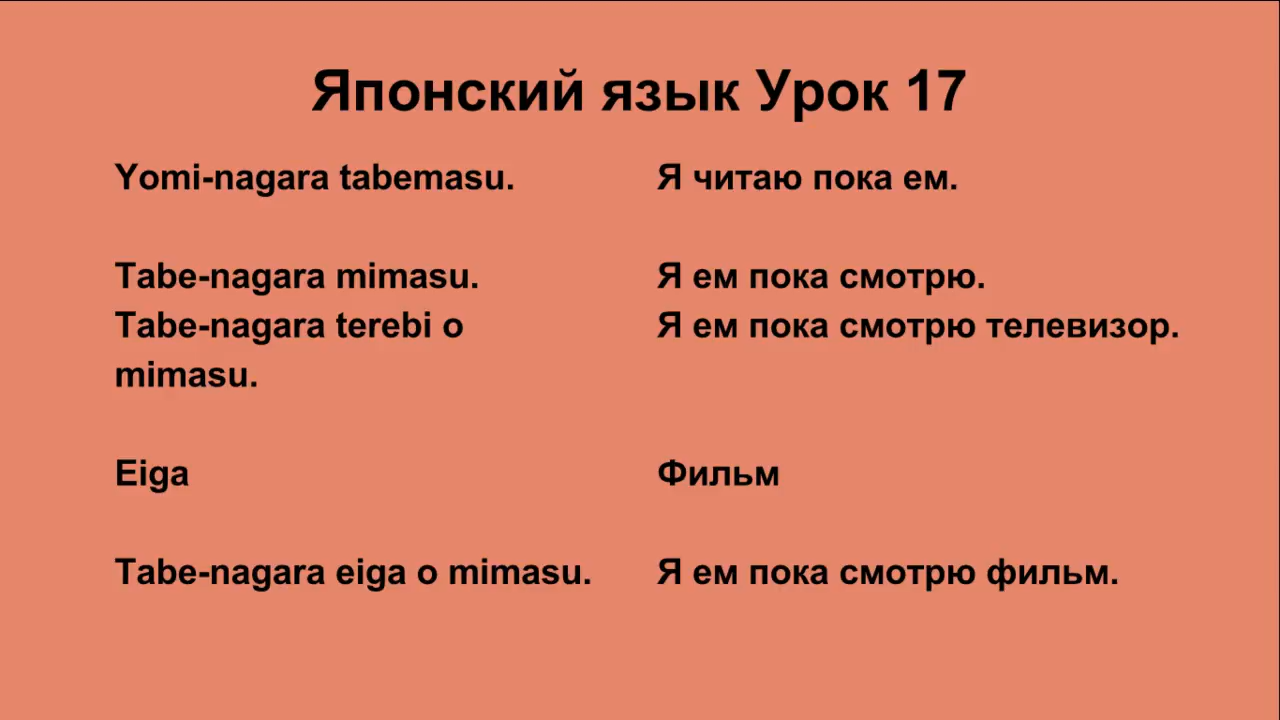 Японский язык Урок 17
Yomi-nagara tabemasu.
Я читаю пока ем.
Tabe-nagara mimasu.
Я ем пока смотрю.
Tabe-nagara terebi o
mimasu.
Я ем пока смотрю телевизор.
Eiga
Фильм
Tabe-nagara eiga o mimasu.
Я ем пока смотрю фильм.